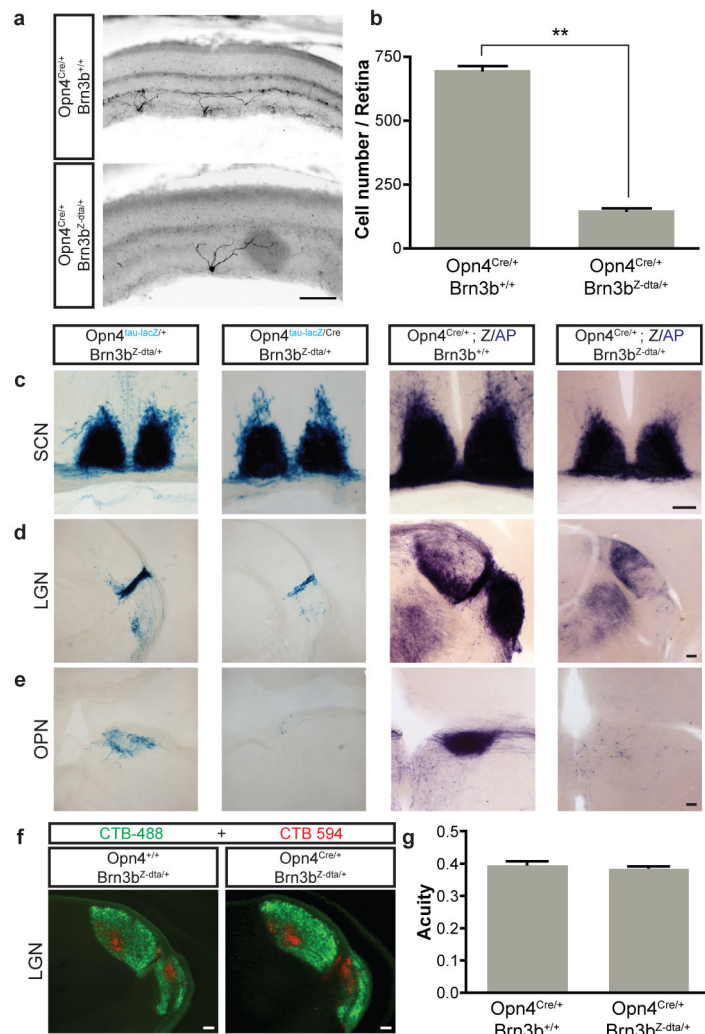 a
Opn4Cre/+
Brn3b+/+
Opn4Cre/+
Brn3bZ-dta/+
b
**
Cell number / Retina
750
500
250
0
Opn4Cre/+
Brn3b+/+
Opn4Cre/+
Brn3bZ-dta/+
Opn4tau-lacZ/+
Brn3bZ-dta/+
Opn4tau-lacZ/Cre
Brn3bZ-dta/+
Opn4Cre/+ ; Z/AP
Brn3b+/+
Opn4Cre/+ ; Z/AP
Brn3bZ-dta/+
c
SCN
d
LGN
e
OPN
f
CTB-488 + CTB 594
Opn4+/+
Brn3bZ-dta/+
Opn4Cre/+
Brn3bZ-dta/+
LGN
g
Acuity
0.5
0.4
0.3
0.2
0.1
0.0
Opn4Cre/+
Brn3b+/+
Opn4Cre/+
Brn3bZ-dta/+